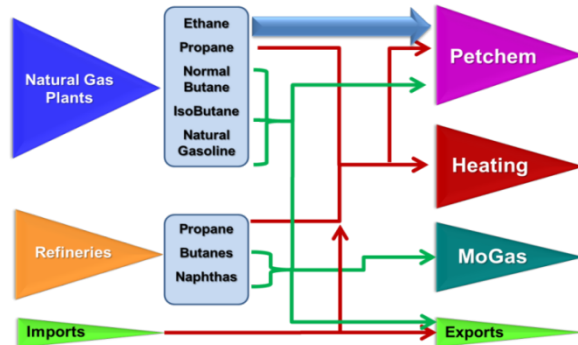 Natural Gas
Plants
Ethane
Propane
Normal
Butane
IsoButane
Natural
Gasoline
Petchem
Heating
Refineries
Propane
Butanes
Naphthas
MoGas
Imports
Exports